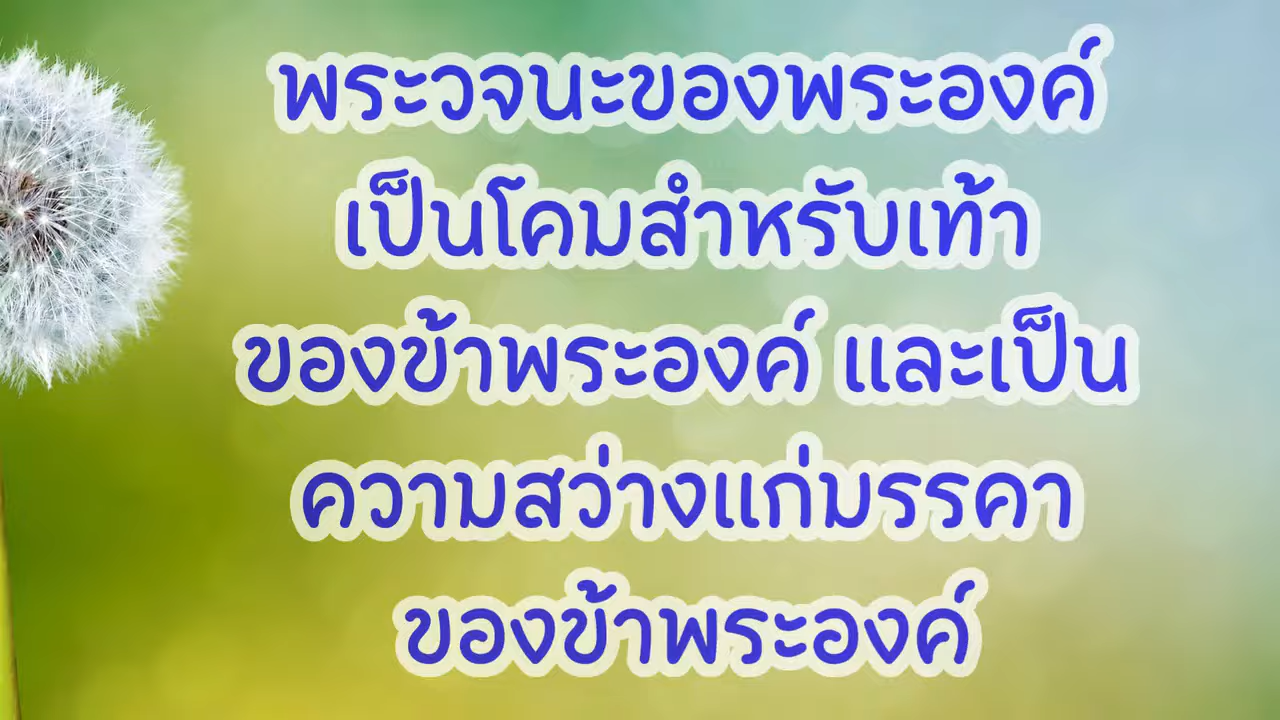 พระวจนะของพระองค์
เป็นโคมสำหรับเท้า
ของข้าพระองค์ และเป็น
ความสว่างแก่มรรคา
ของข้าพระองค์